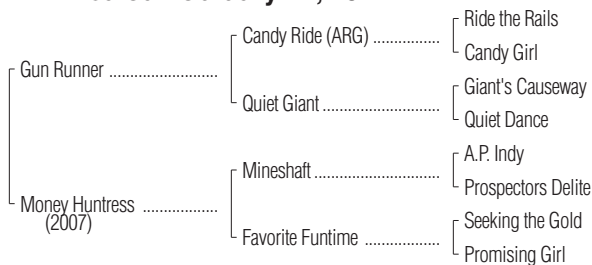 Ride the Rails
Candy Ride (ARG) ................
Candy Girl
Gun Runner ..........................
Giant's Causeway
Quiet Giant ............................
Quiet Dance
A.P. Indy
Mineshaft ..............................
Prospectors Delite
Money Huntress ..................
(2007)
Seeking the Gold
Favorite Funtime ..................
Promising Girl